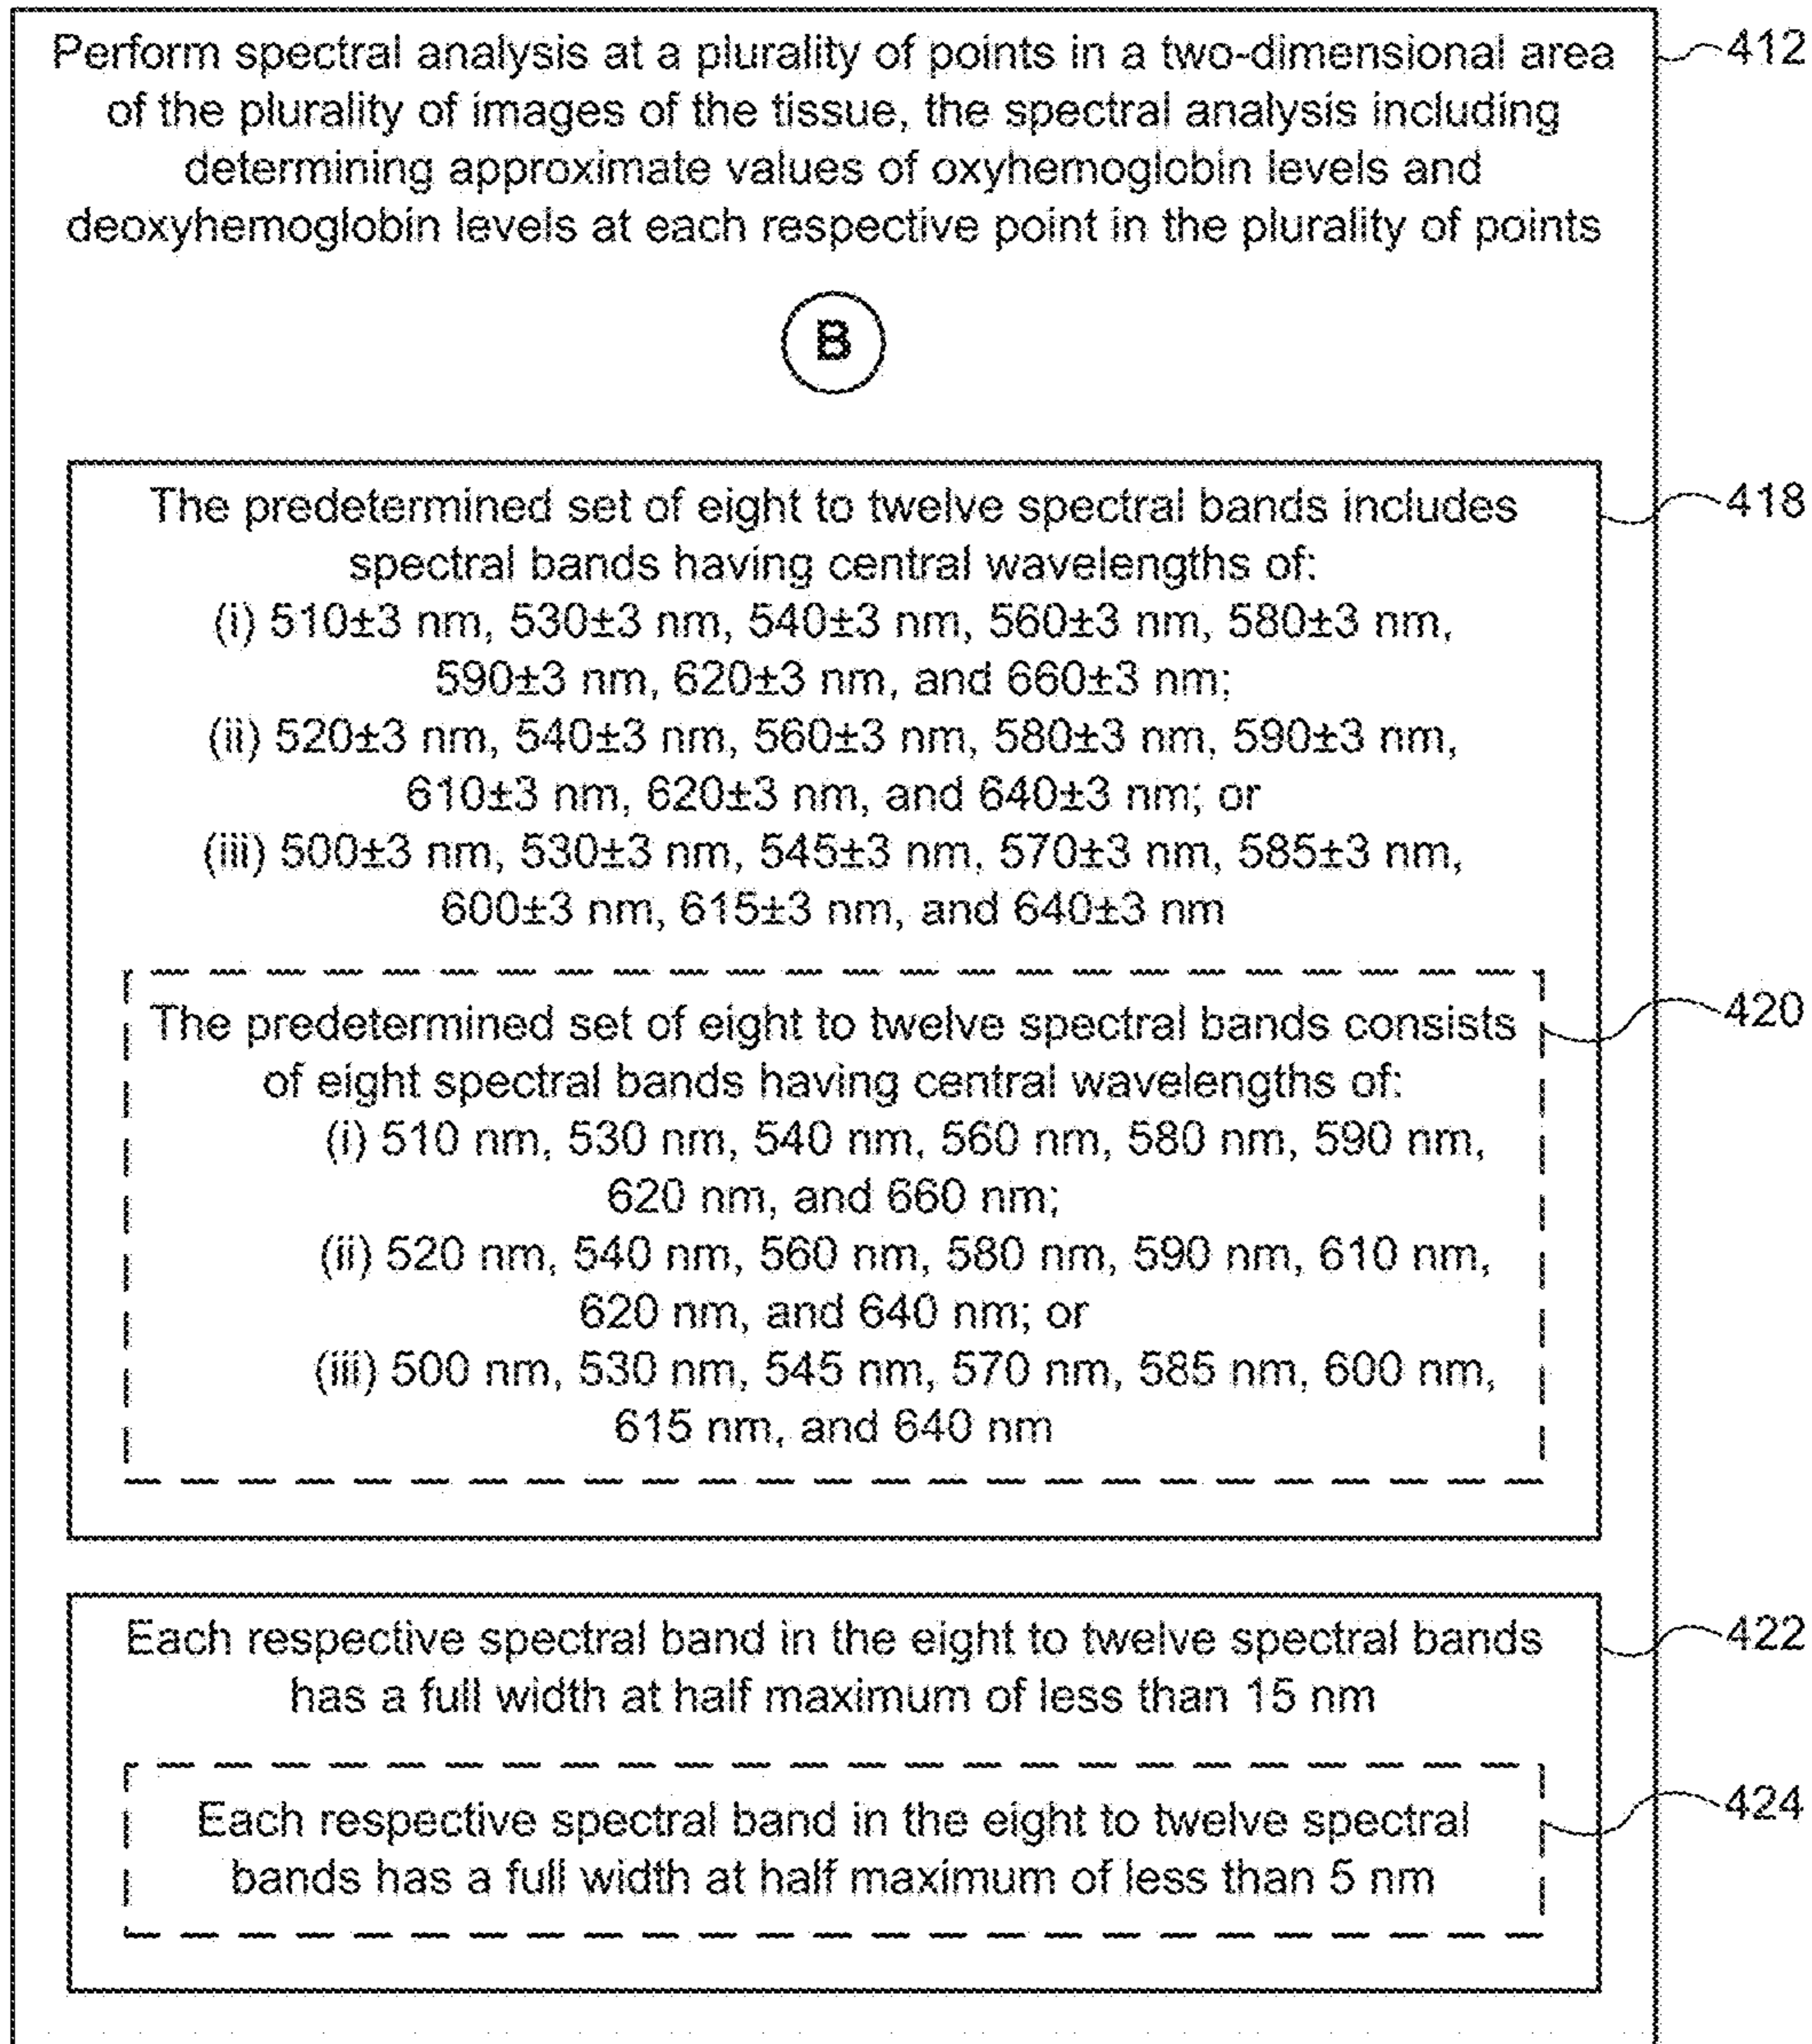 Perform spectral analysis at a plurality of points in a two-dimensional area
412
of the plurality of images of the tissue, the spectral analysis including
determining approximate values of oxyhemoglobin levels and
deoxyhemoglobin levels at each respective point in the plurality of points
B
The predetermined set of eight to twelve spectral bands includes
418
spectral bands having central wavelengths of:
(i) 510±3 nm, 530±3 nm, 540±3 nm, 560±3 nm, 580±3 nm,
590±3 nm, 620±3 nm, and 660±3 nm;
(ii) 520±3 nm, 540±3 nm, 560±3 nm, 580±3 nm, 590±3 nm,
610±3 nm, 620±3 nm, and 640±3 nm; or
(iii) 500±3 nm, 530±3 nm, 545±3 nm, 570±3 nm, 585±3 nm,
600±3 nm, 615±3 nm, and 640±3 nm
The predetermined set of eight to twelve spectral bands consists
420
of eight spectral bands having central wavelengths of:
(i) 510 nm, 530 nm, 540 nm, 560 nm, 580 nm, 590 nm,
620 nm, and 660 nm;
(ii) 520 nm, 540 nm, 560 nm, 580 nm, 590 nm, 610 nm,
620 nm, and 640 nm; or
(iii) 500 nm, 530 nm, 545 nm, 570 nm, 585 nm, 600 nm,
615 nm, and 640 nm
Each respective spectral band in the eight to twelve spectral bands
422
has a full width at half maximum of less than 15 nm
Each respective spectral band in the eight to twelve spectral
424
bands has a full width at half maximum of less than 5 nm